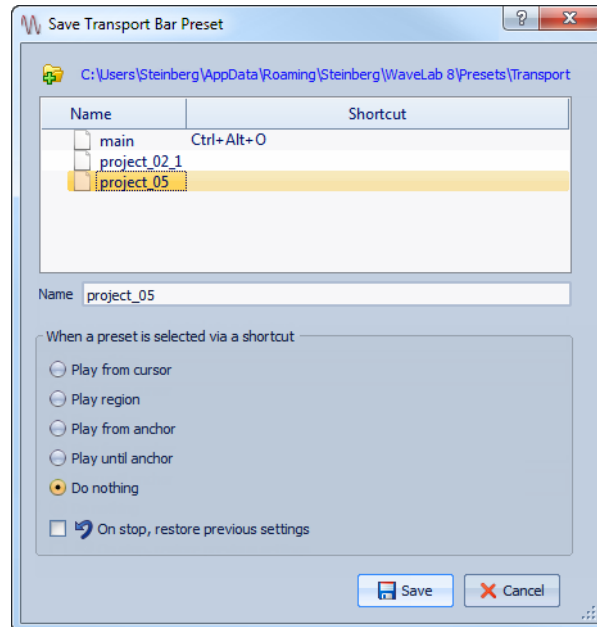 Save Transport Bar Preset
C:\Users\Steinberg\AppData\Roaming\Steinberg\WaveLab 8\Presets\Transport
Name Shortcut
main Ctrl+Alt+O
project_02_1
project_05
Name project_05
When a preset is selected via a shortcut
Play from cursor
Play region
Play from anchor
Play until anchor
Do nothing
On stop, restore previous settings
Save Cancel